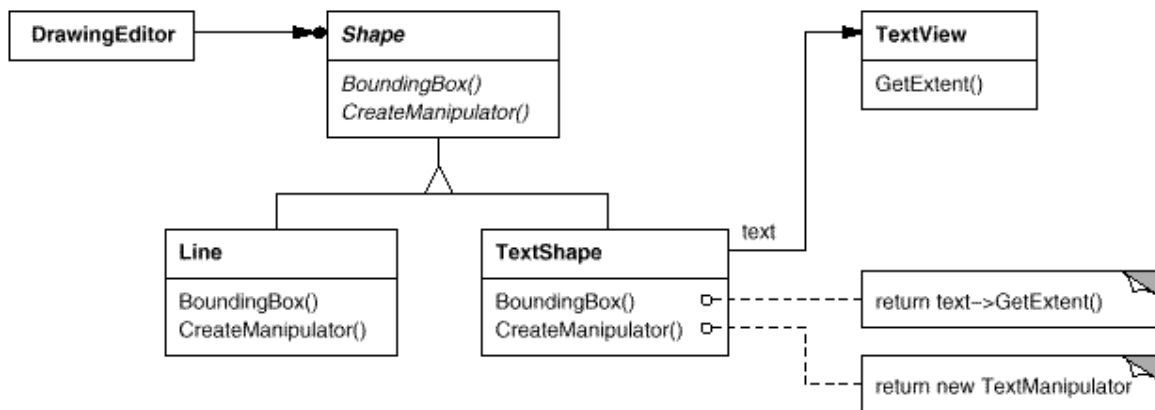 DrawingEditor
Shape
BoundingBox()
CreateManipulator()
TextView
GetExtent()
Line
BoundingBox()
CreateManipulator()
TextShape
BoundingBox()
CreateManipulator()
text
return text->GetExtent()
return new TextManipulator